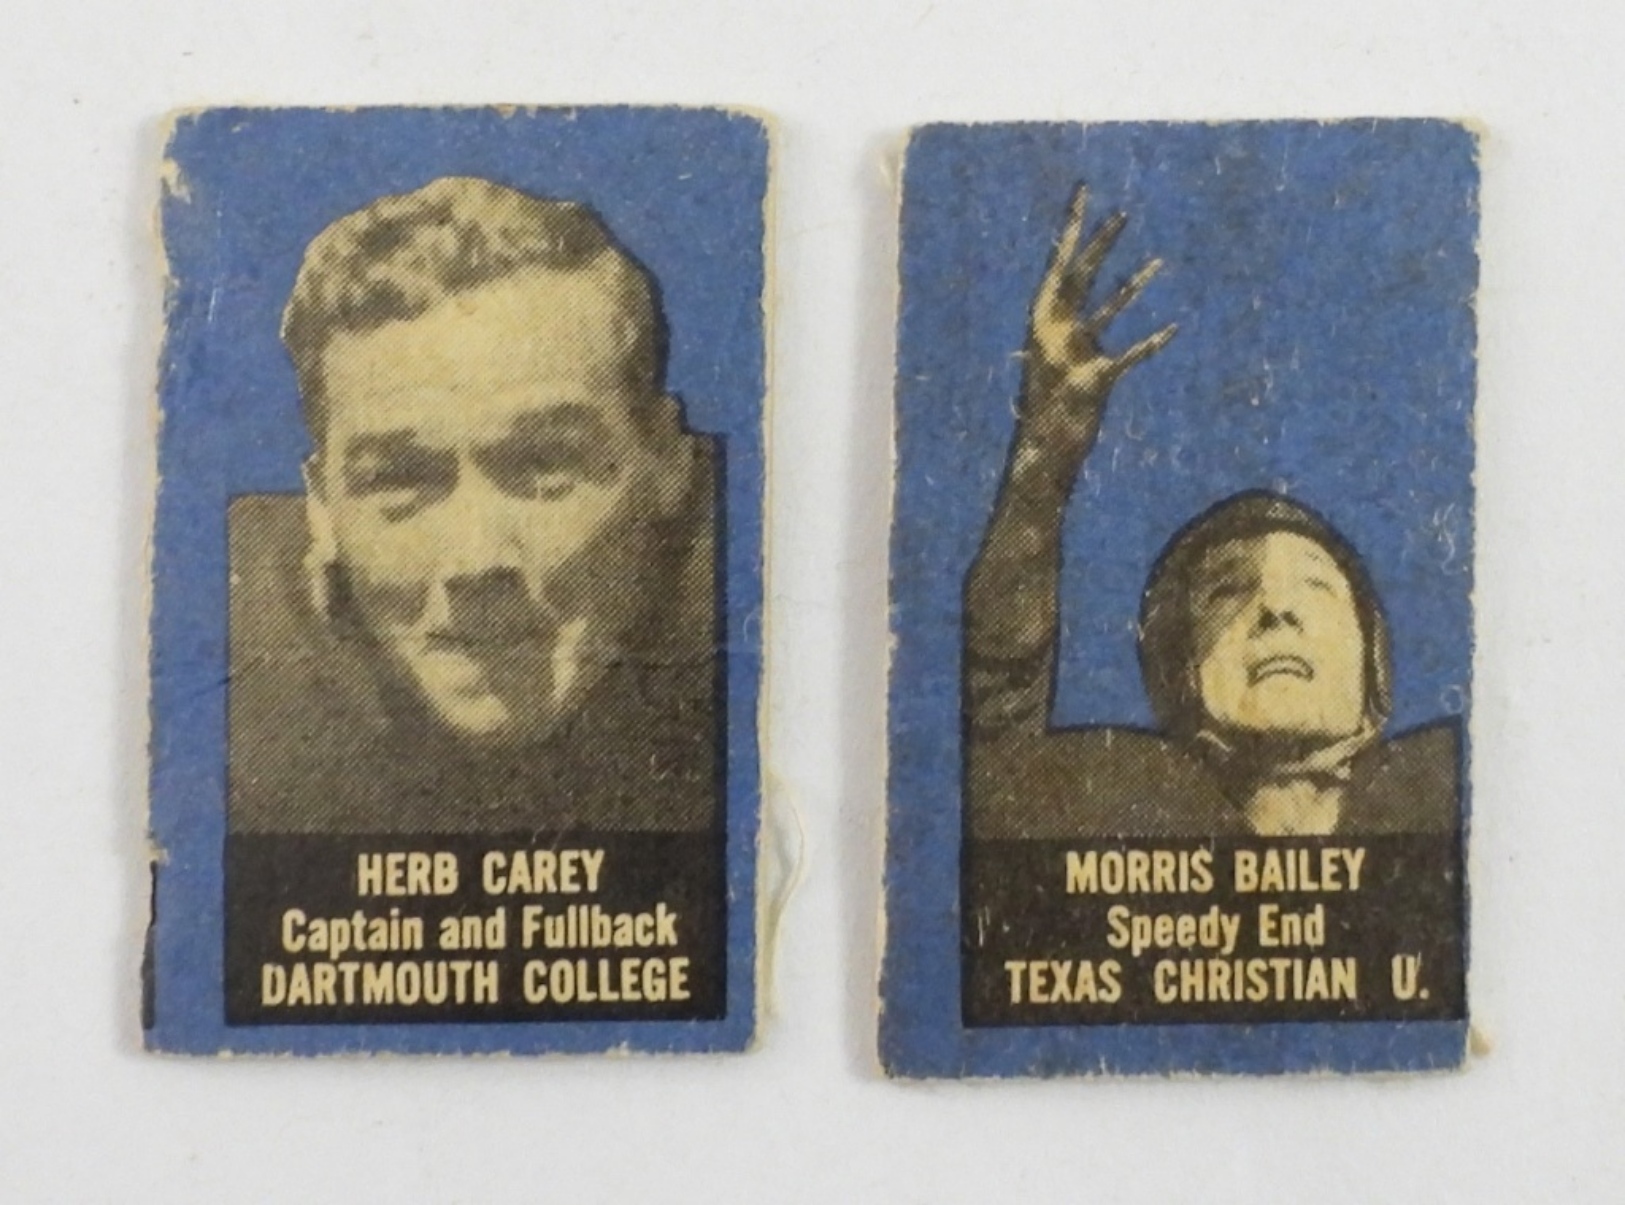 HERB CAREY
Captain and Fullback
DARTMOUTH COLLEGE
MORRIS BAILEY
Speedy End
TEXAS CHRISTIAN U.